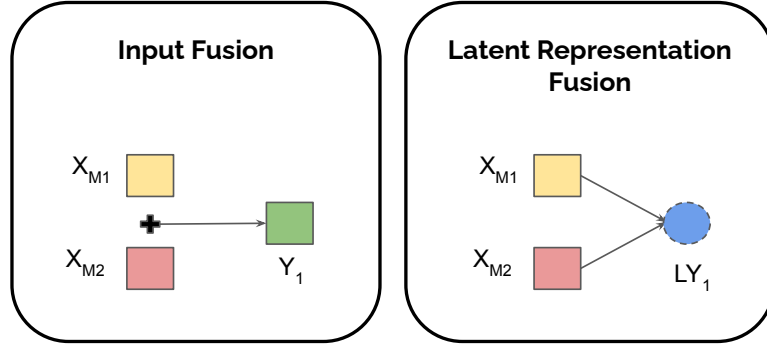 Input Fusion
X_M1
X_M2
Y_1
Latent Representation
Fusion
X_M1
X_M2
LY_1